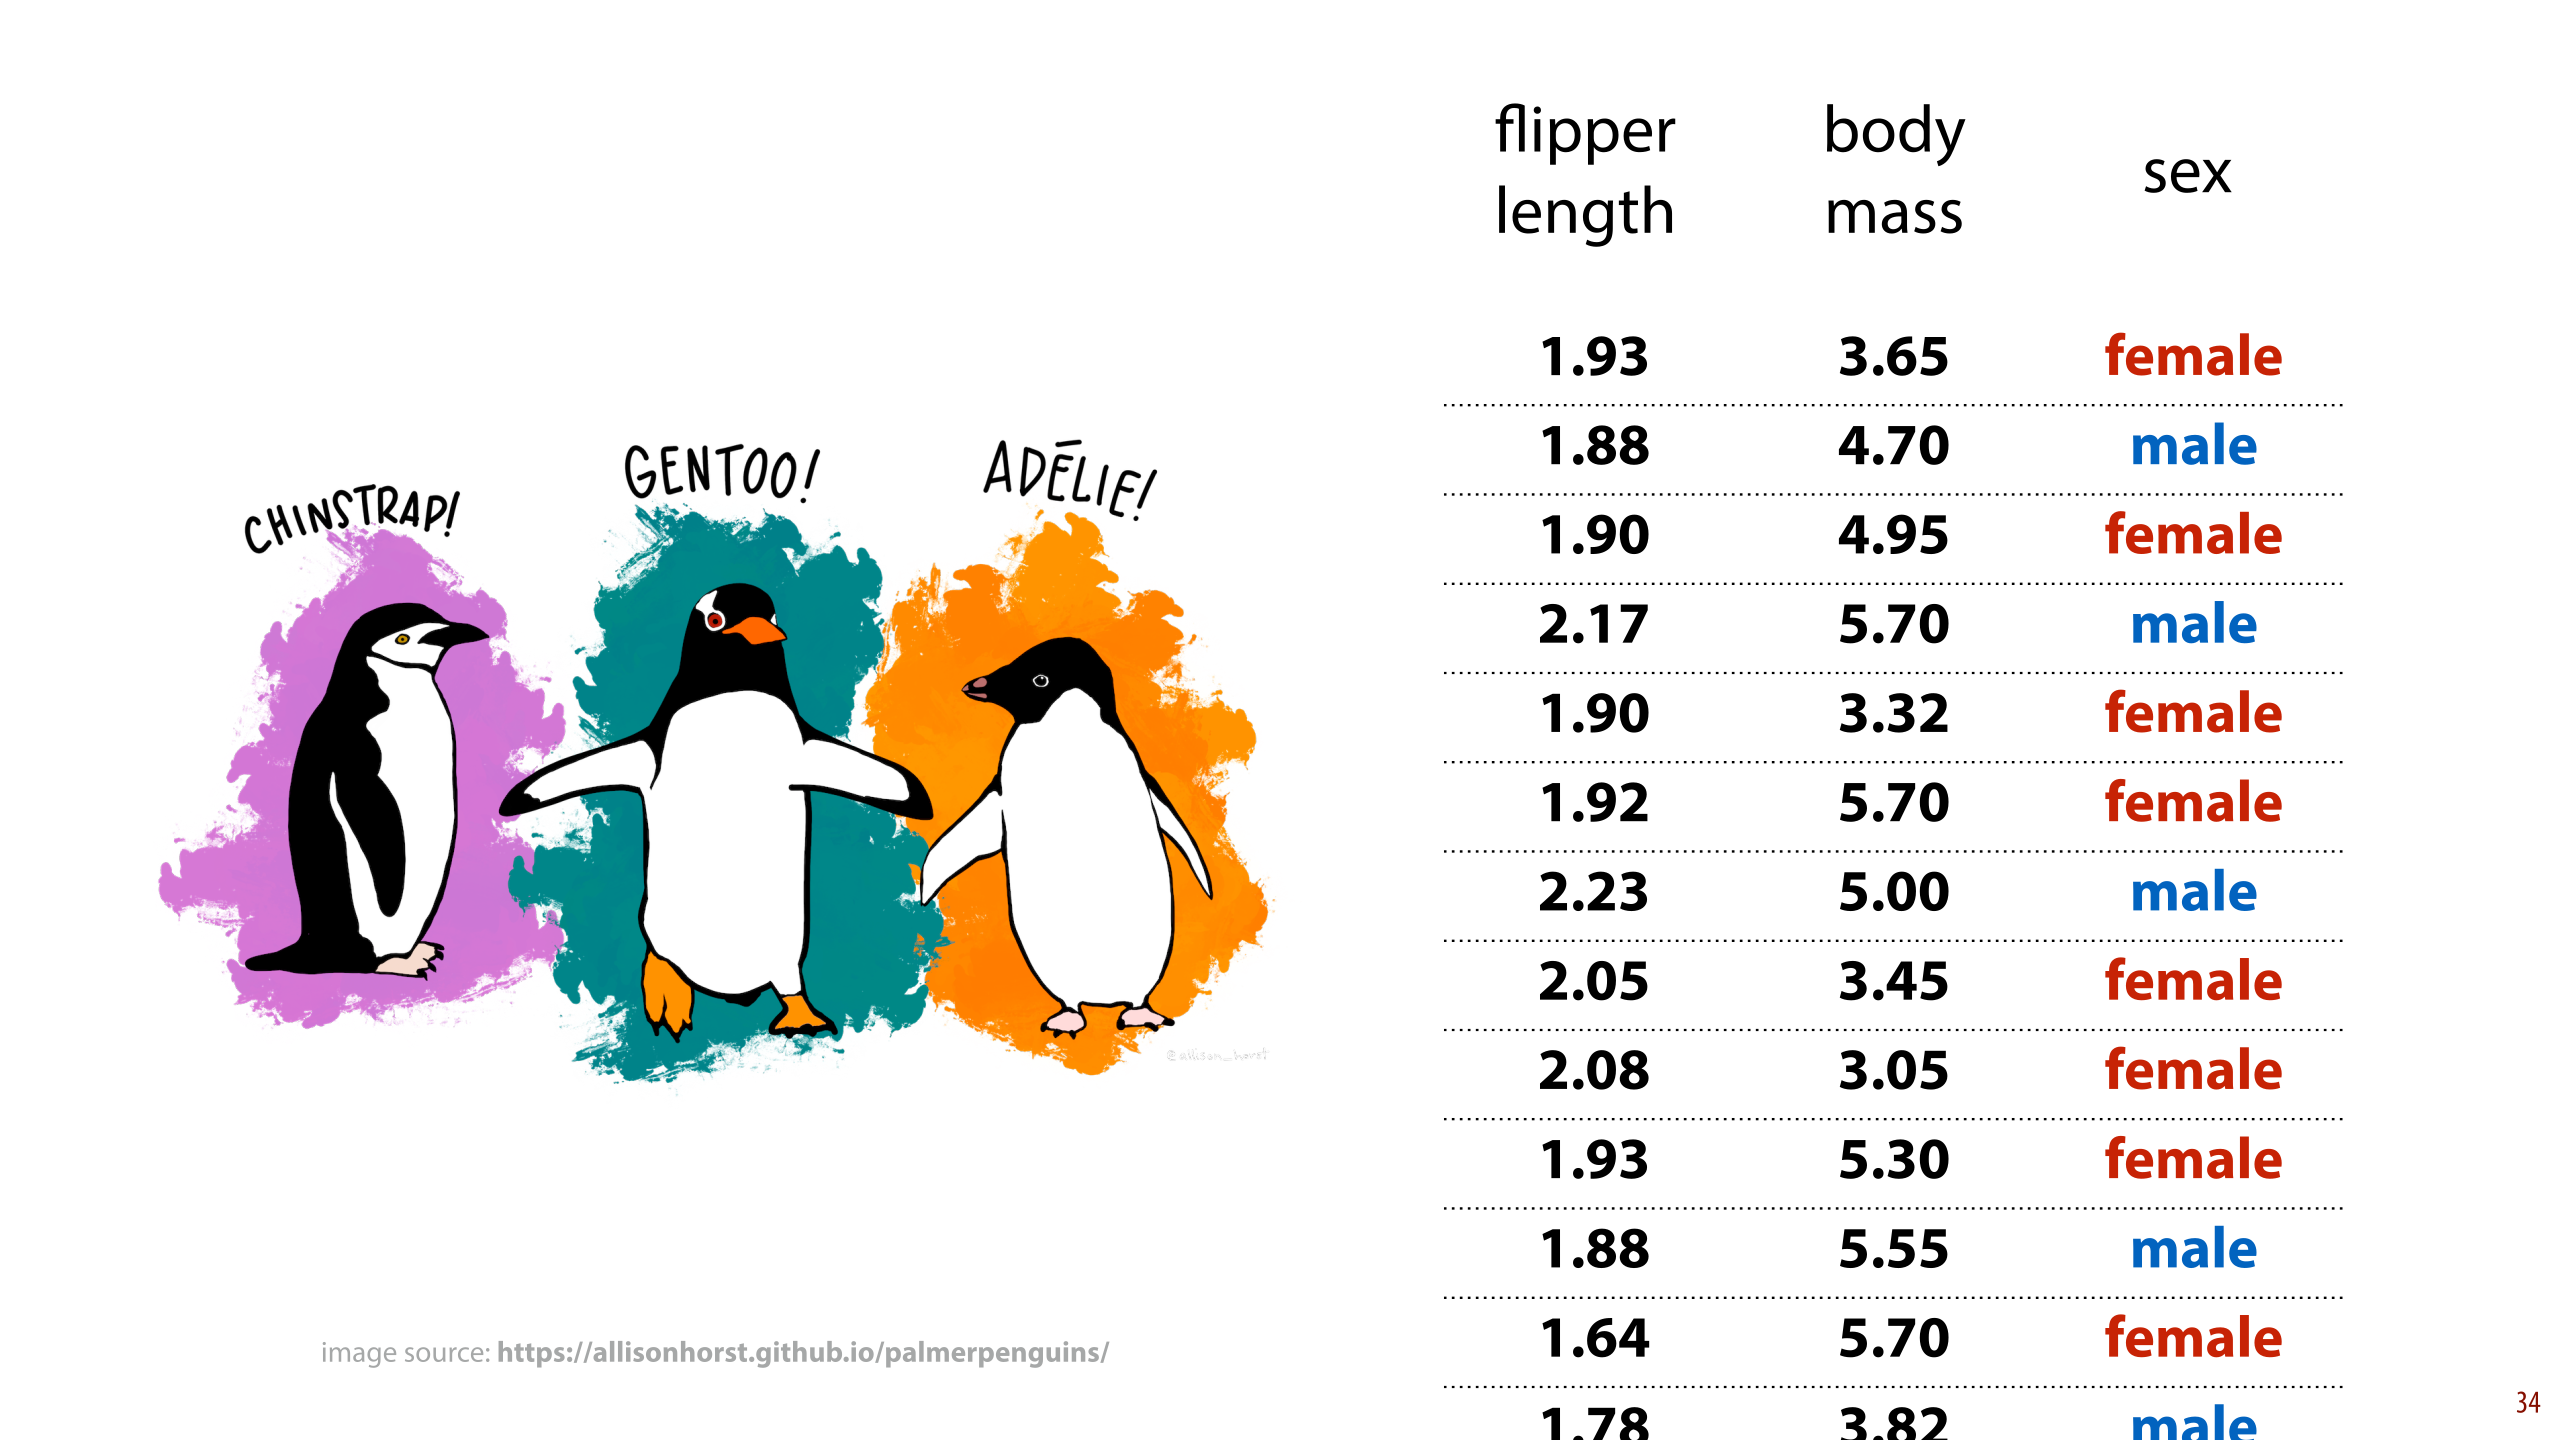 flipper length body mass sex
1.93 3.65 female
1.88 4.70 male
1.90 4.95 female
2.17 5.70 male
1.90 3.32 female
1.92 5.70 female
2.23 5.00 male
2.05 3.45 female
2.08 3.05 female
1.93 5.30 female
1.88 5.55 male
1.64 5.70 female
1.78 3.82 male
CHINSTRAP!
GENTOO!
ADĒLIE!
@allison_horst
image source: https://allisonhorst.github.io/palmerpenguins/
34